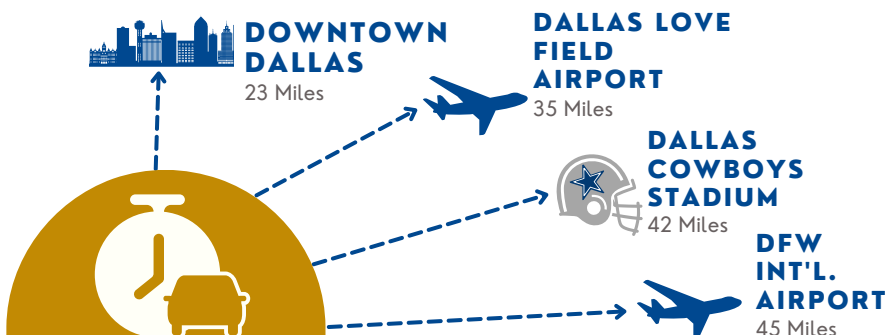 DOWNTOWN
DALLAS
23 Miles
DALLAS LOVE
FIELD
AIRPORT
35 Miles
DALLAS
COWBOYS
STADIUM
42 Miles
DFW
INT'L.
AIRPORT
45 Miles